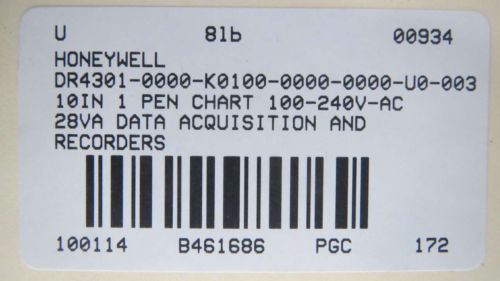 U 8lb 00934
HONEYWELL
DR4301-0000-K0100-0000-0000-U0-003
10IN 1 PEN CHART 100-240V-AC
28VA DATA ACQUISITION AND
RECORDERS
100114 B461686 PGC 172